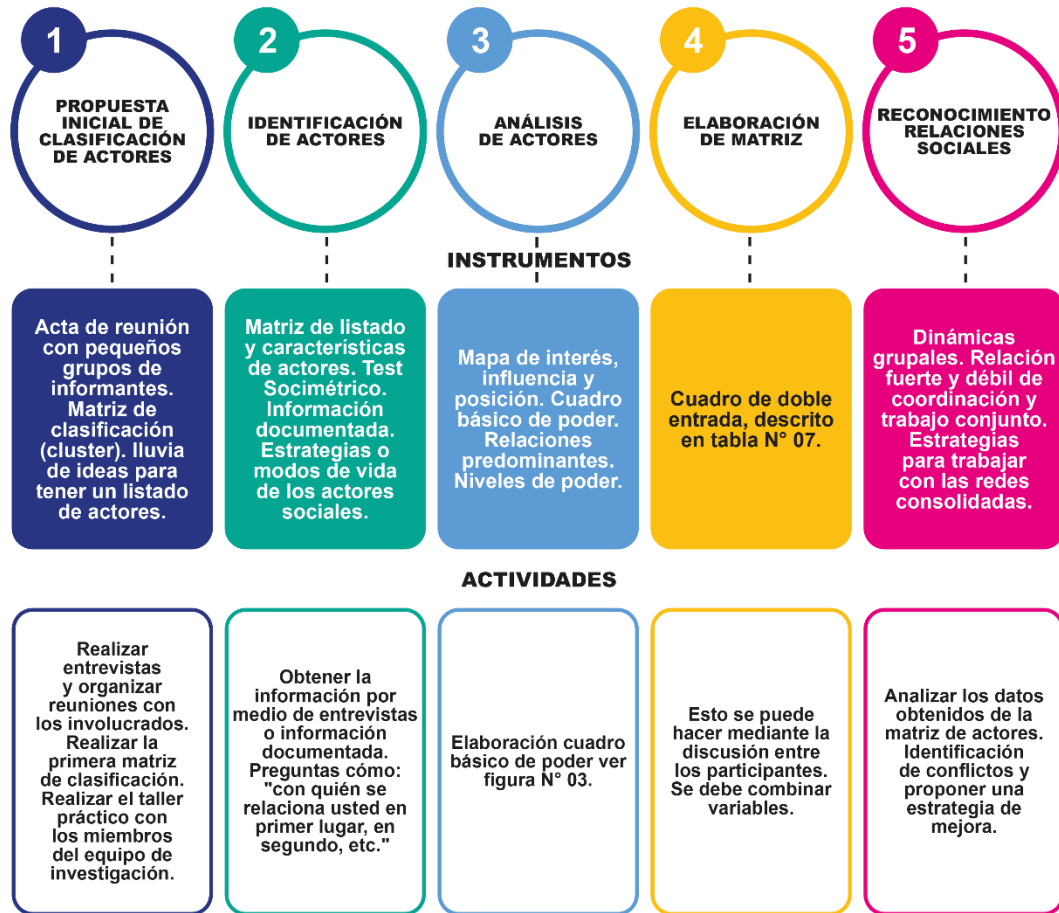 1
PROPUESTA
INICIAL DE
CLASIFICACIÓN
DE ACTORES
2
IDENTIFICACIÓN
DE ACTORES
3
ANÁLISIS
DE ACTORES
4
ELABORACIÓN
DE MATRIZ
5
RECONOCIMIENTO
RELACIONES
SOCIALES
INSTRUMENTOS
Acta de reunión
con pequeños
grupos de
informantes.
Matriz de
clasificación
(cluster). lluvia
de ideas para
tener un listado
de actores.
Matriz de listado
y características
de actores. Test
Socimétrico.
Información
documentada.
Estrategias o
modos de vida
de los actores
sociales.
Mapa de interés,
influencia y
posición. Cuadro
básico de poder.
Relaciones
predominantes.
Niveles de poder.
Cuadro de doble
entrada, descrito
en tabla N° 07.
Dinámicas
grupales. Relación
fuerte y débil de
coordinación y
trabajo conjunto.
Estrategias
para trabajar
con las redes
consolidadas.
ACTIVIDADES
Realizar
entrevistas
y organizar
reuniones con
los involucrados.
Realizar la
primera matriz
de clasificación.
Realizar el taller
práctico con
los miembros
del equipo de
investigación.
Obtener la
información por
medio de entrevistas
o información
documentada.
Preguntas cómo:
"con quién se
relaciona usted en
primer lugar, en
segundo, etc."
Elaboración cuadro
básico de poder ver
figura N° 03.
Esto se puede
hacer mediante la
discusión entre
los participantes.
Se debe combinar
variables.
Analizar los datos
obtenidos de la
matriz de actores.
Identificación
de conflictos y
proponer una
estrategia de
mejora.